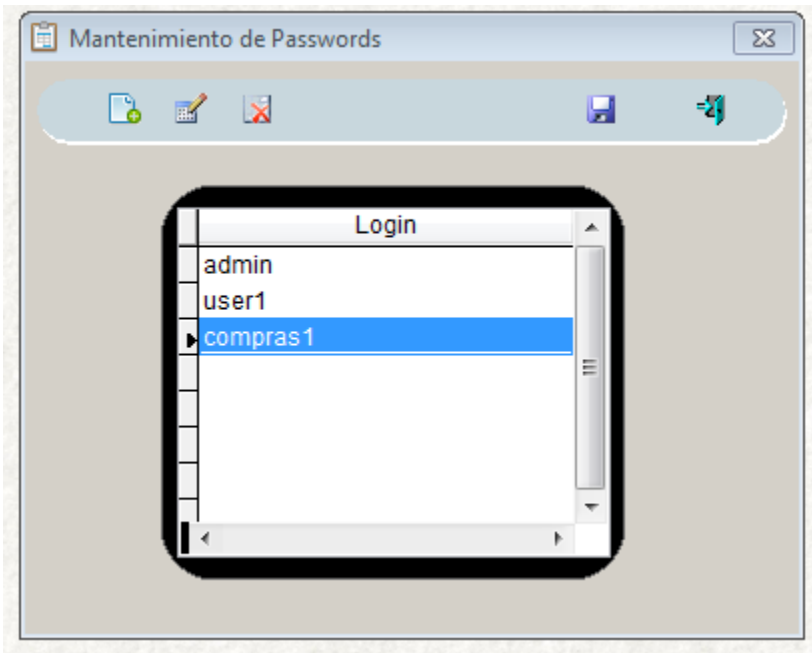 Mantenimiento de Passwords
Login
admin
user1
compras1